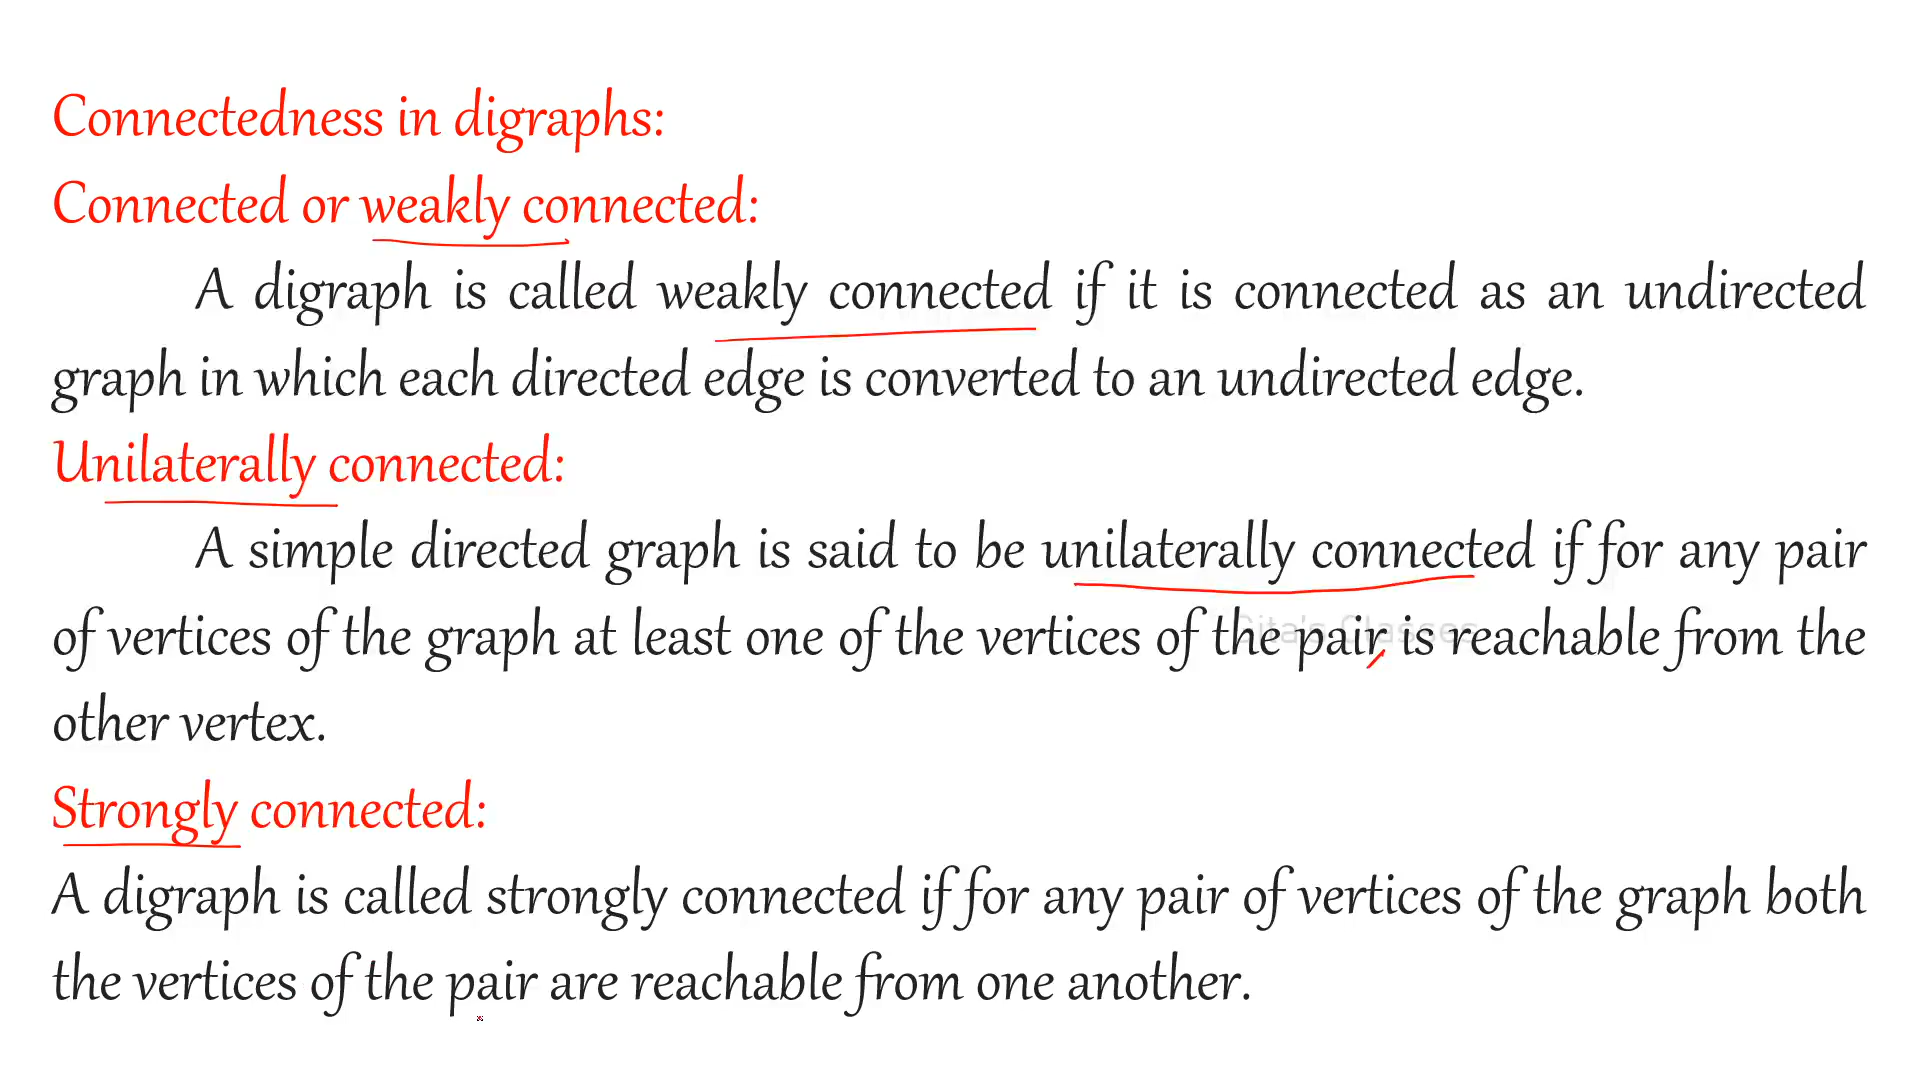 Connectedness in digraphs:
Connected or weakly connected:
A digraph is called weakly connected if it is connected as an undirected
graph in which each directed edge is converted to an undirected edge.
Unilaterally connected:
A simple directed graph is said to be unilaterally connected if for any pair
of vertices of the graph at least one of the vertices of the pair, is reachable from the
Gita's Classes
other vertex.
Strongly connected:
A digraph is called strongly connected if for any pair of vertices of the graph both
the vertices of the pair are reachable from one another.